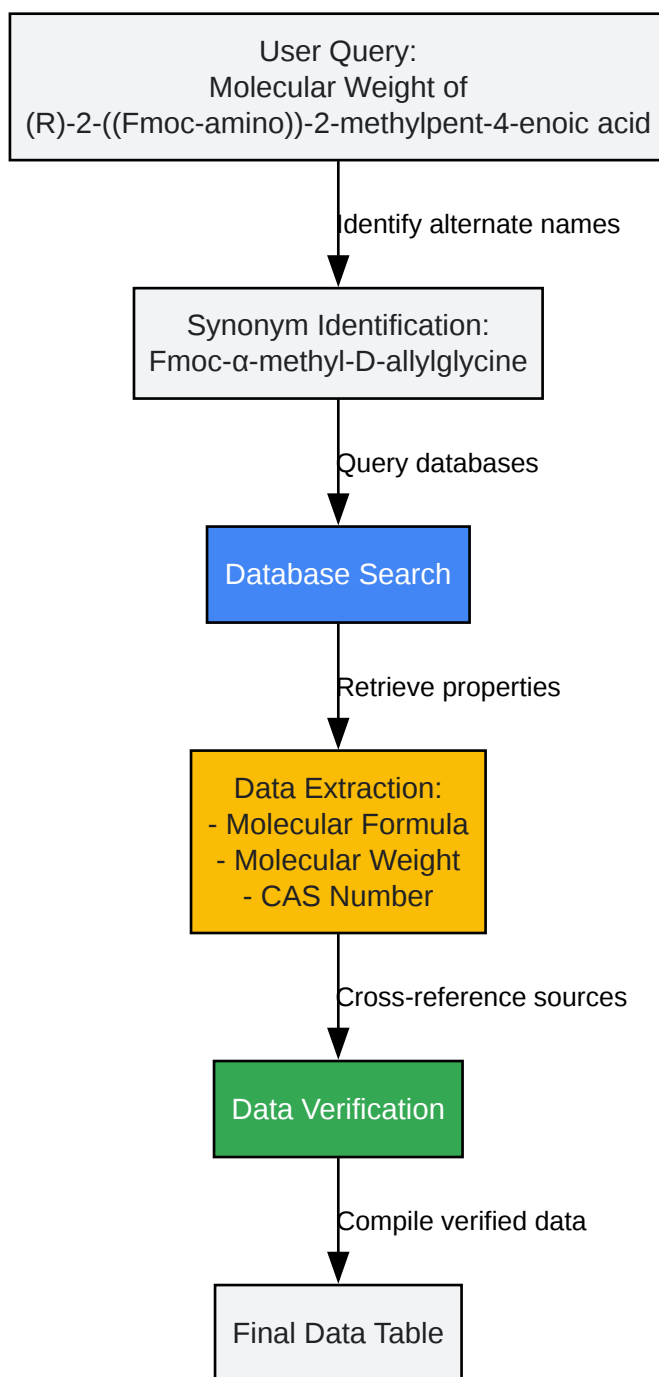 User Query:
Molecular Weight of
(R)-2-((Fmoc-amino))-2-methylpent-4-enoic acid
Identify alternate names
Synonym Identification:
Fmoc-α-methyl-D-allylglycine
Query databases
Database Search
Retrieve properties
Data Extraction:
- Molecular Formula
- Molecular Weight
- CAS Number
Cross-reference sources
Data Verification
Compile verified data
Final Data Table